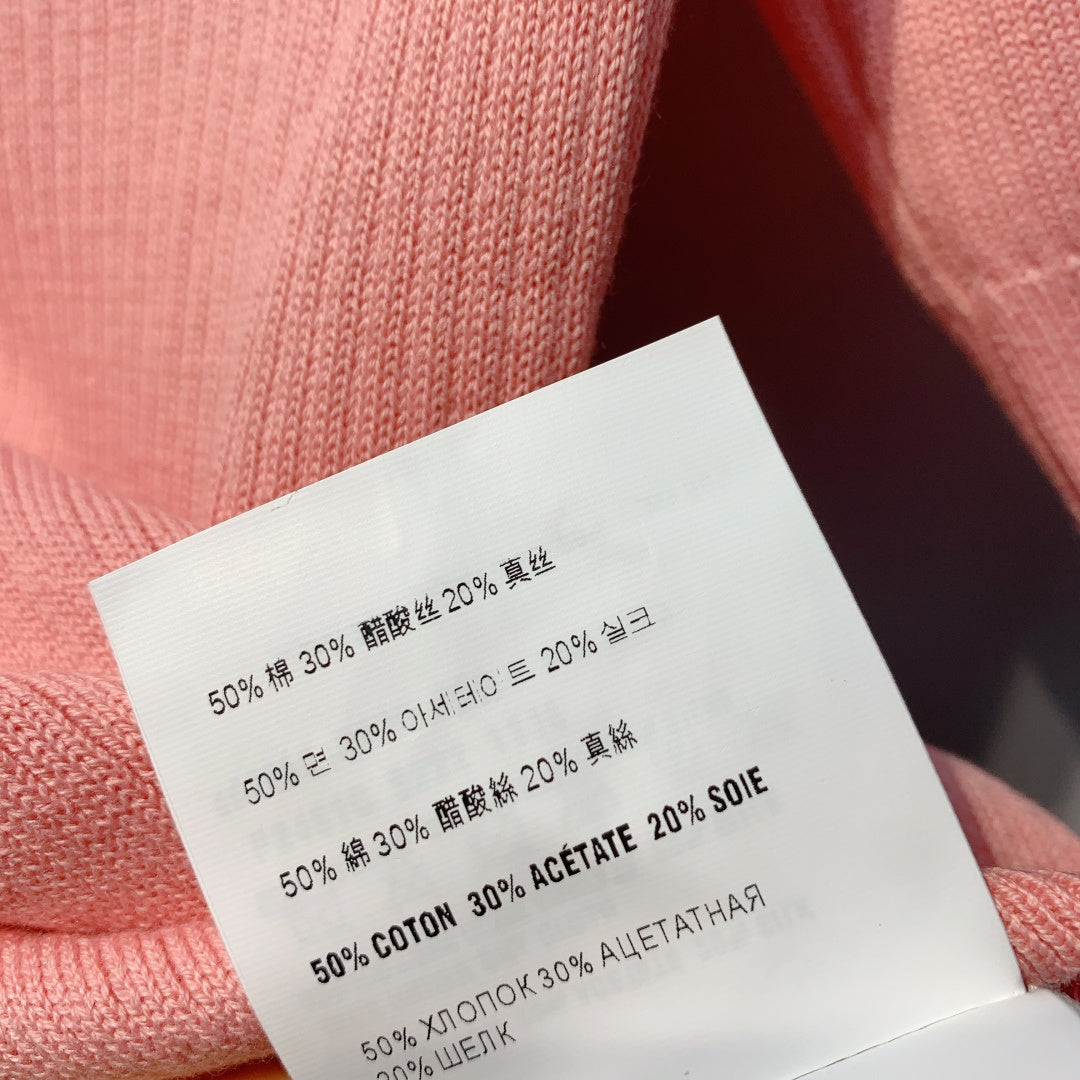 50% 棉 30% 醋酸丝 20% 真丝
50% 면 30% 아세테이트 20% 실크
50% 綿 30% 醋酸絲 20% 真絲
50% COTON 30% ACÉTATE 20% SOIE
50% ХЛОПОК 30% АЦЕТАТНАЯ
20% ШЕЛК